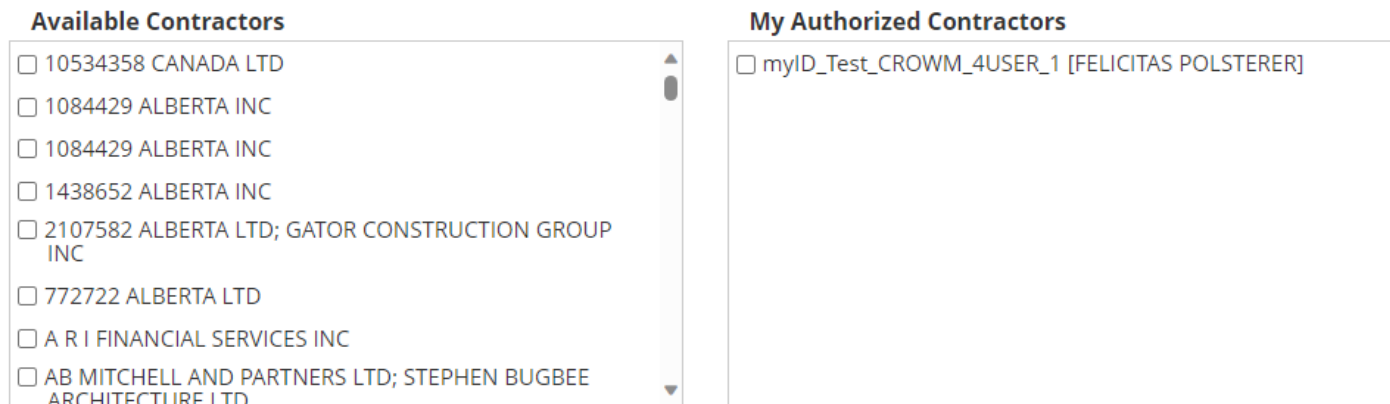 Available Contractors
10534358 CANADA LTD
1084429 ALBERTA INC
1084429 ALBERTA INC
1438652 ALBERTA INC
2107582 ALBERTA LTD; GATOR CONSTRUCTION GROUP
INC
772722 ALBERTA LTD
A R I FINANCIAL SERVICES INC
AB MITCHELL AND PARTNERS LTD; STEPHEN BUGBEE
ARCHITECTURE LTD
My Authorized Contractors
myID_Test_CROWM_4USER_1 [FELICITAS POLSTERER]